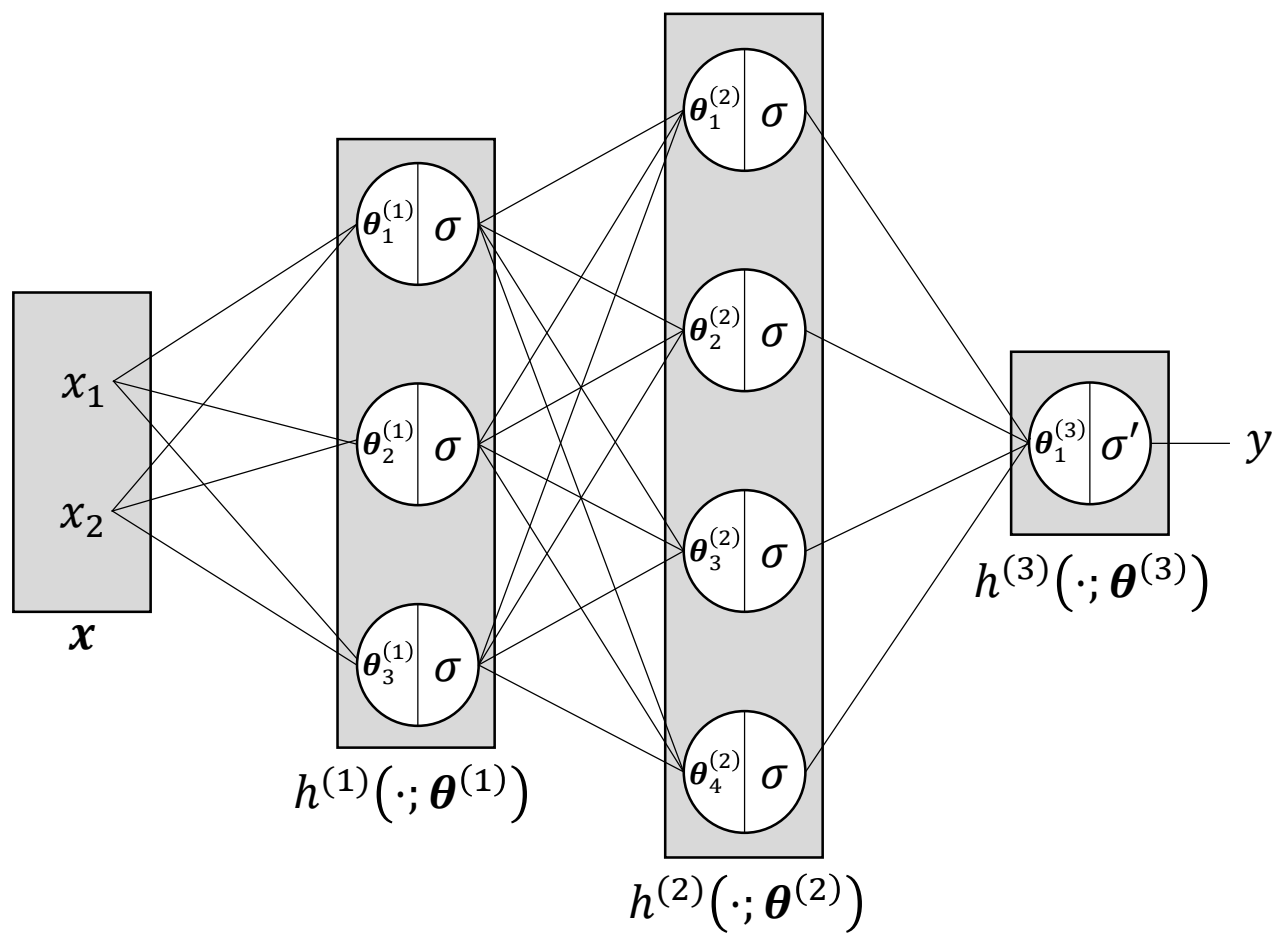 x₁
x₂
x
θ₁⁽¹⁾ σ
θ₂⁽¹⁾ σ
θ₃⁽¹⁾ σ
h⁽¹⁾(·; θ⁽¹⁾)
θ₁⁽²⁾ σ
θ₂⁽²⁾ σ
θ₃⁽²⁾ σ
θ₄⁽²⁾ σ
h⁽²⁾(·; θ⁽²⁾)
θ₁⁽³⁾ σ′
h⁽³⁾(·; θ⁽³⁾)
y